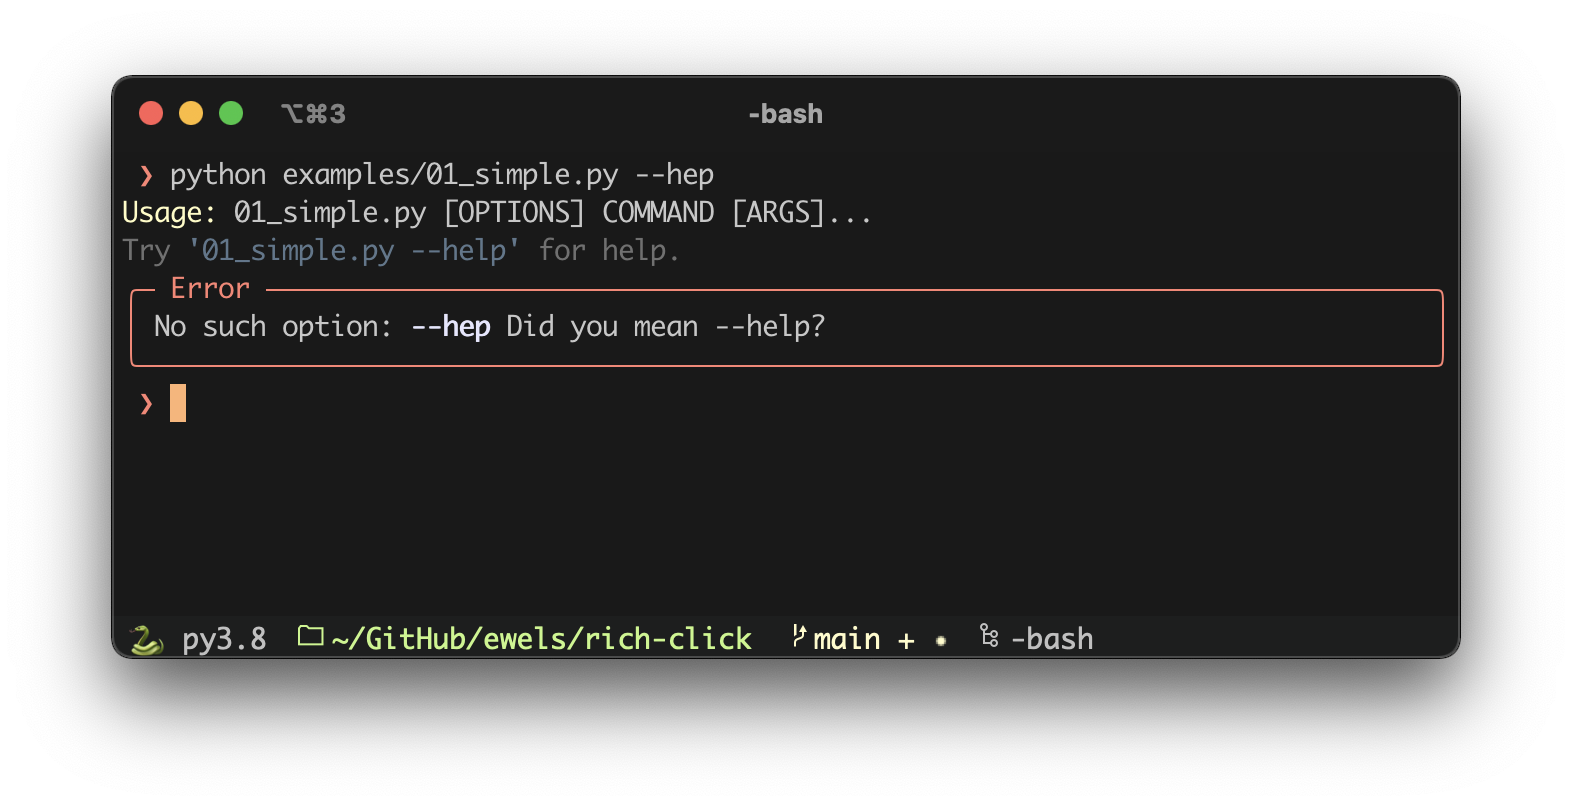 ⌥⌘3 -bash
❯ python examples/01_simple.py --hep
Usage: 01_simple.py [OPTIONS] COMMAND [ARGS]...
Try '01_simple.py --help' for help.
Error
No such option: --hep Did you mean --help?
❯
py3.8 ~/GitHub/ewels/rich-click main + • -bash